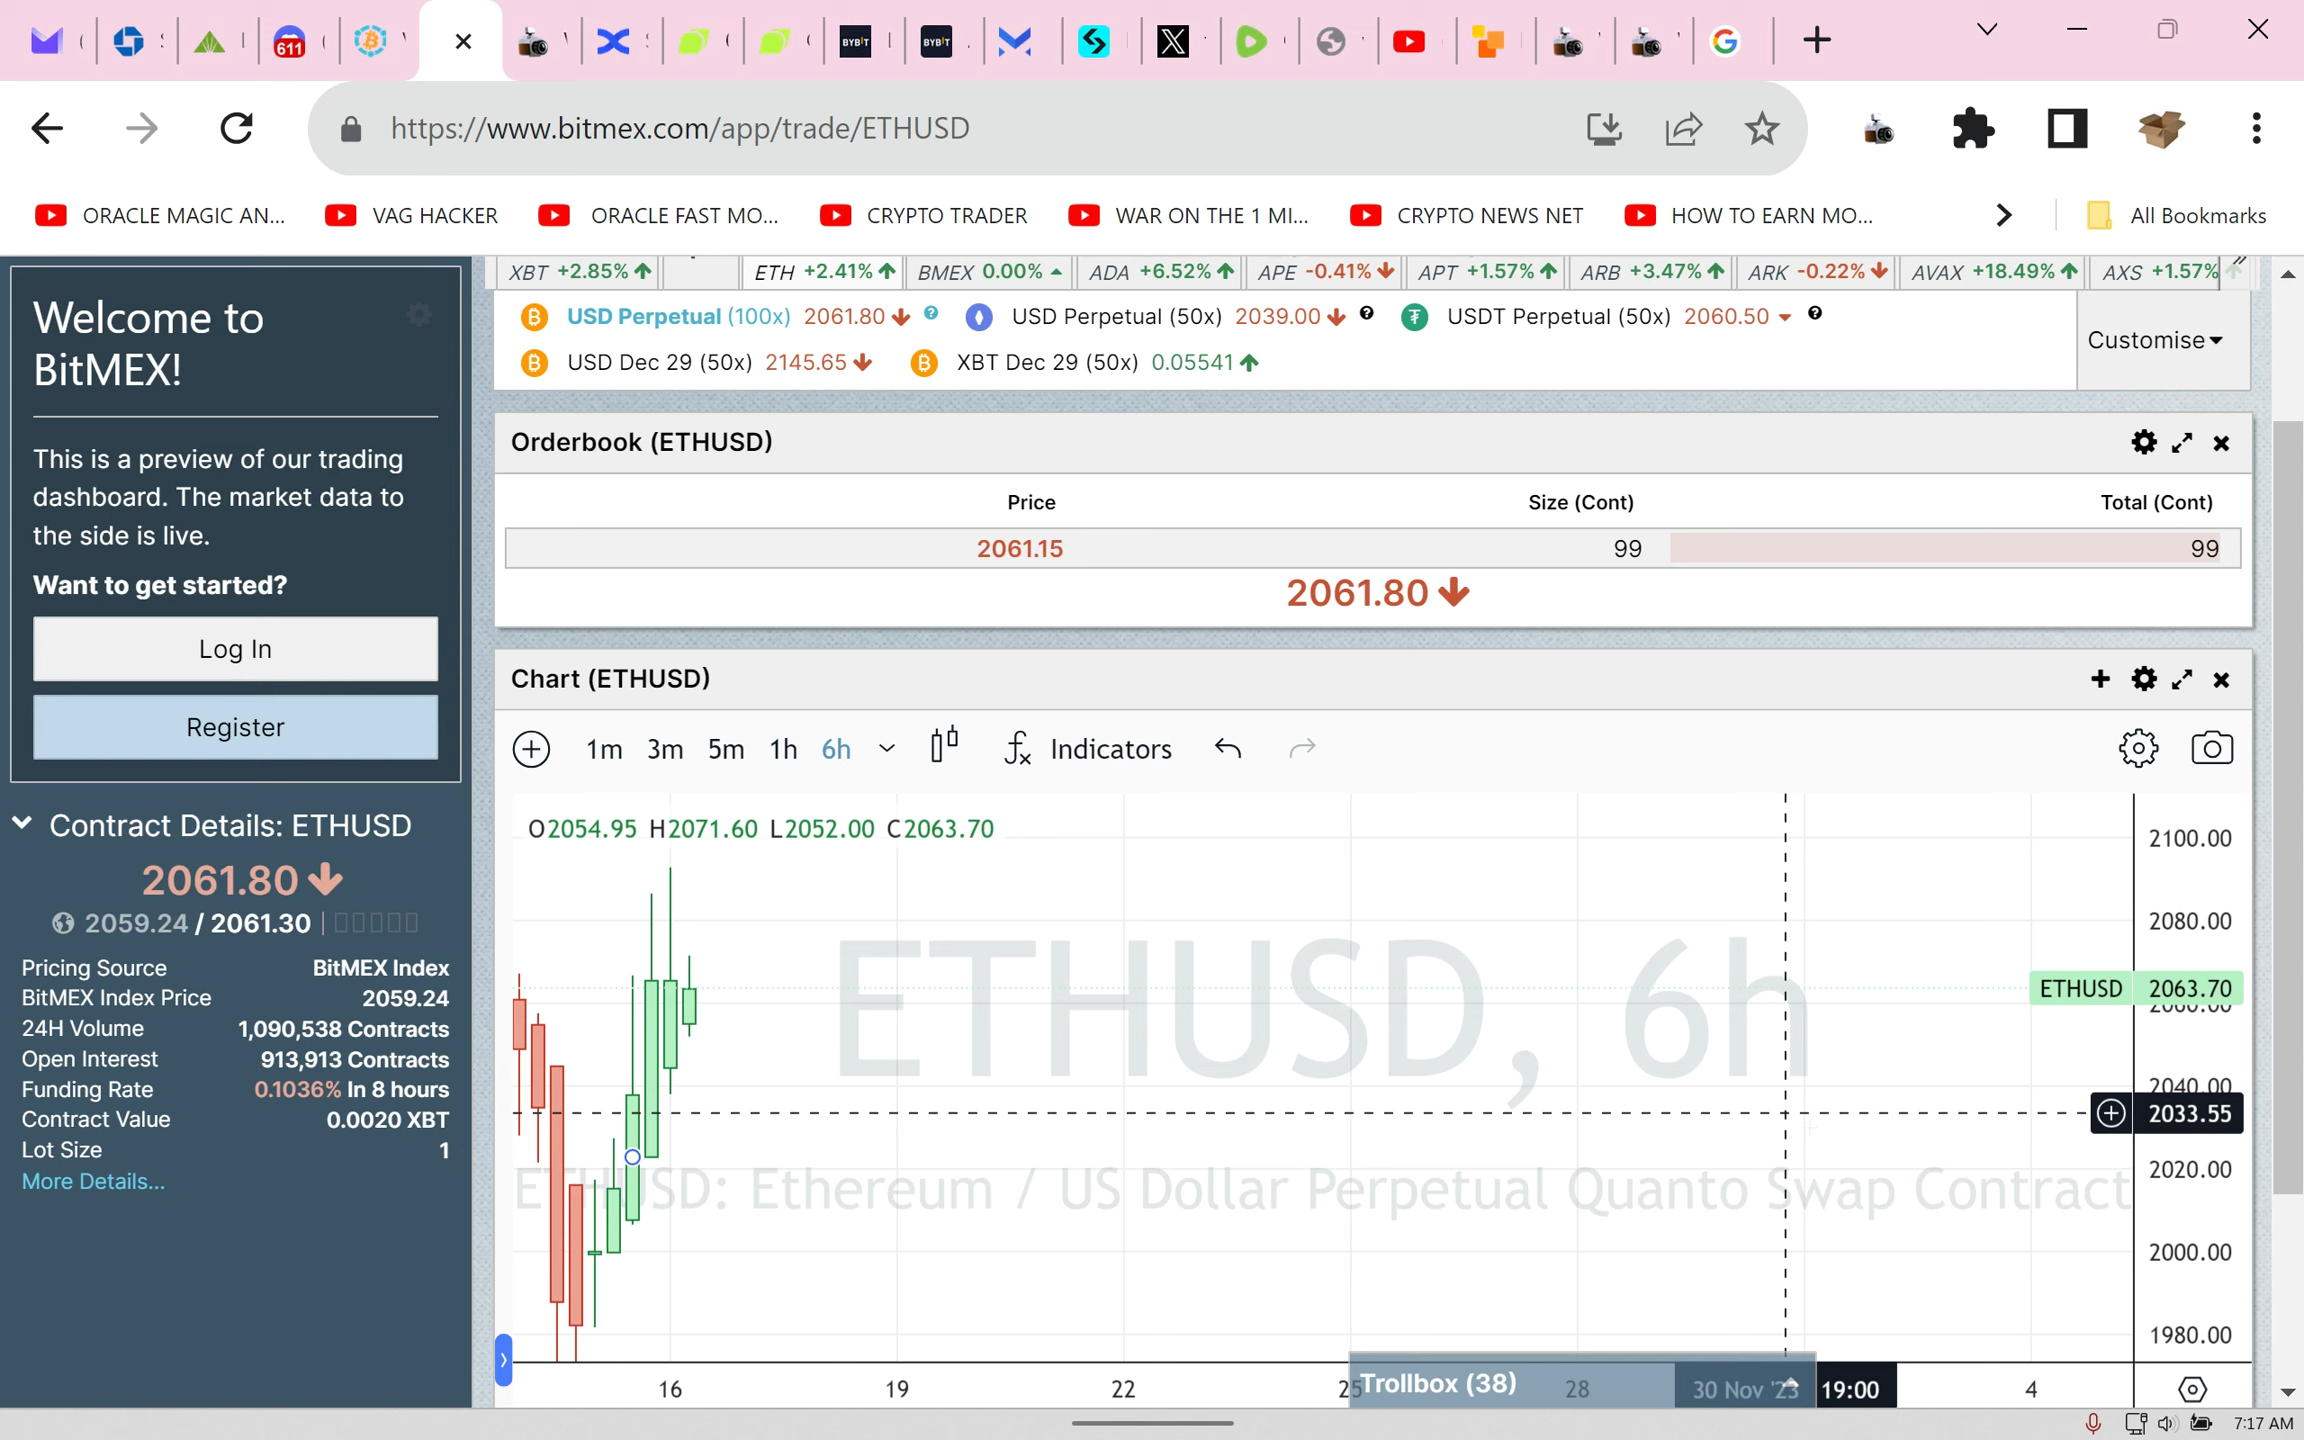 611
BYBIT
BYBIT
https://www.bitmex.com/app/trade/ETHUSD
ORACLE MAGIC AN...
VAG HACKER
ORACLE FAST MO...
CRYPTO TRADER
WAR ON THE 1 MI...
CRYPTO NEWS NET
HOW TO EARN MO...
All Bookmarks
Welcome to
BitMEX!
This is a preview of our trading
dashboard. The market data to
the side is live.
Want to get started?
Log In
Register
Contract Details: ETHUSD
2061.80
2059.24 / 2061.30
Pricing Source BitMEX Index
BitMEX Index Price 2059.24
24H Volume 1,090,538 Contracts
Open Interest 913,913 Contracts
Funding Rate 0.1036% In 8 hours
Contract Value 0.0020 XBT
Lot Size 1
More Details...
XBT +2.85% ETH +2.41% BMEX 0.00% ADA +6.52% APE -0.41% APT +1.57% ARB +3.47% ARK -0.22% AVAX +18.49% AXS +1.57%
USD Perpetual (100x) 2061.80 USD Perpetual (50x) 2039.00 USDT Perpetual (50x) 2060.50
USD Dec 29 (50x) 2145.65 XBT Dec 29 (50x) 0.05541
Customise
Orderbook (ETHUSD)
Price Size (Cont) Total (Cont)
2061.15 99 99
2061.80
Chart (ETHUSD)
1m 3m 5m 1h 6h Indicators
O2054.95 H2071.60 L2052.00 C2063.70
ETHUSD, 6h
ETHUSD: Ethereum / US Dollar Perpetual Quanto Swap Contract
2100.00
2080.00
ETHUSD 2063.70
2060.00
2040.00
2033.55
2020.00
2000.00
1980.00
16 19 22 25 28 30 Nov '23 19:00 4
Trollbox (38)
7:17 AM